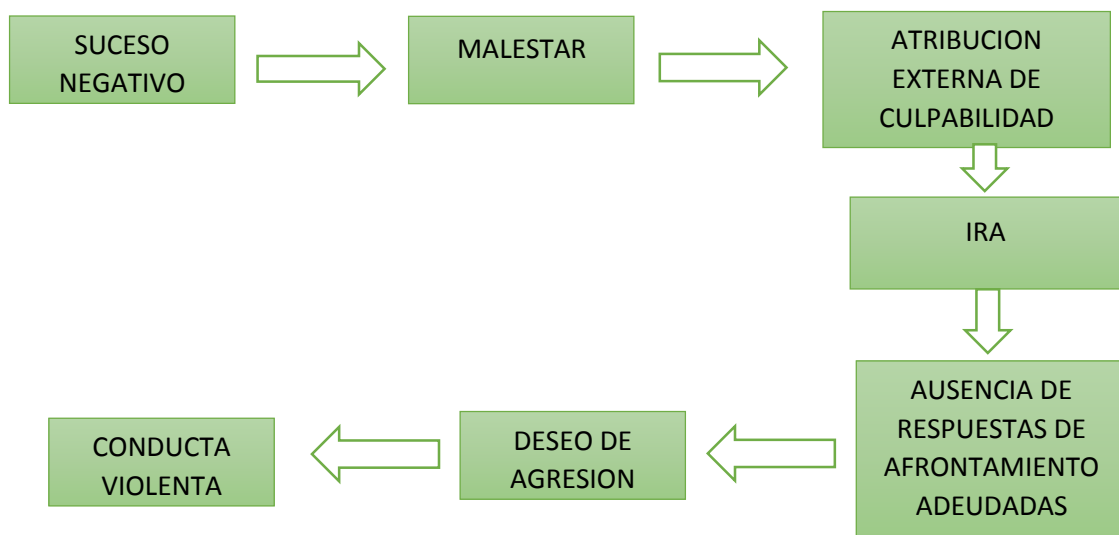 SUCESO
NEGATIVO
MALESTAR
ATRIBUCION
EXTERNA DE
CULPABILIDAD
IRA
AUSENCIA DE
RESPUESTAS DE
AFRONTAMIENTO
ADEUDADAS
DESEO DE
AGRESION
CONDUCTA
VIOLENTA